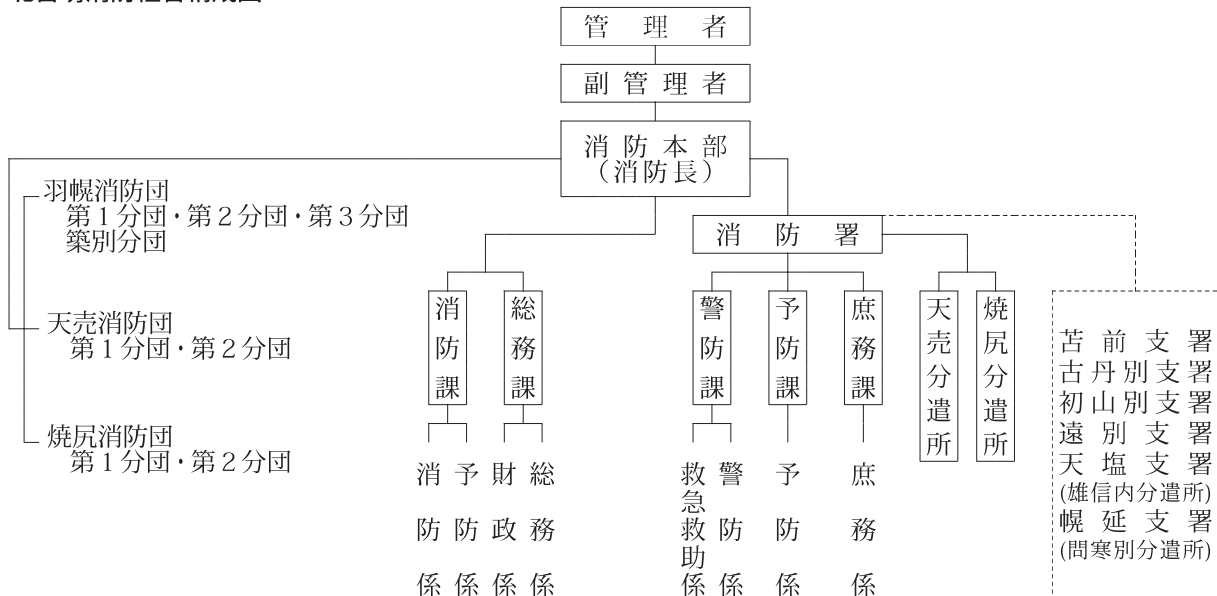 管理者
副管理者
消防本部
（消防長）
羽幌消防団
第１分団・第２分団・第３分団
築別分団
天売消防団
第１分団・第２分団
焼尻消防団
第１分団・第２分団
消防署
消防課
総務課
警防課
予防課
庶務課
天売分遣所
焼尻分遣所
消防係
予防係
財政係
総務係
救急救助係
警防係
予防係
庶務係
苫前支署
古丹別支署
初山別支署
遠別支署
天塩支署
(雄信内分遣所)
幌延支署
(問寒別分遣所)